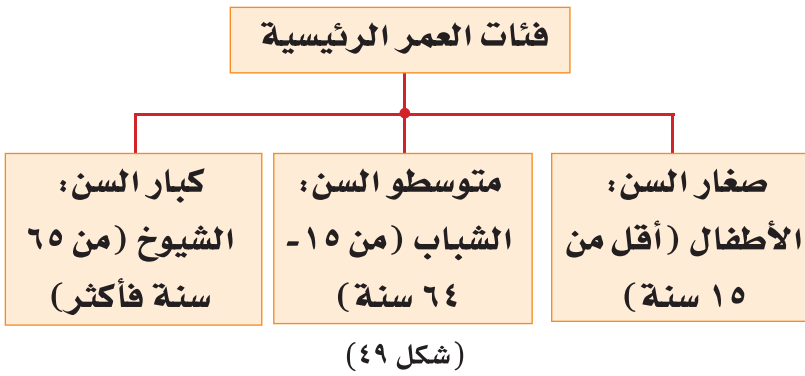 فئات العمر الرئيسية
صغار السن:
الأطفال (أقل من
١٥ سنة)
متوسطو السن:
الشباب (من ١٥-
٦٤ سنة)
كبار السن:
الشيوخ (من ٦٥
سنة فأكثر)
(شكل ٤٩)